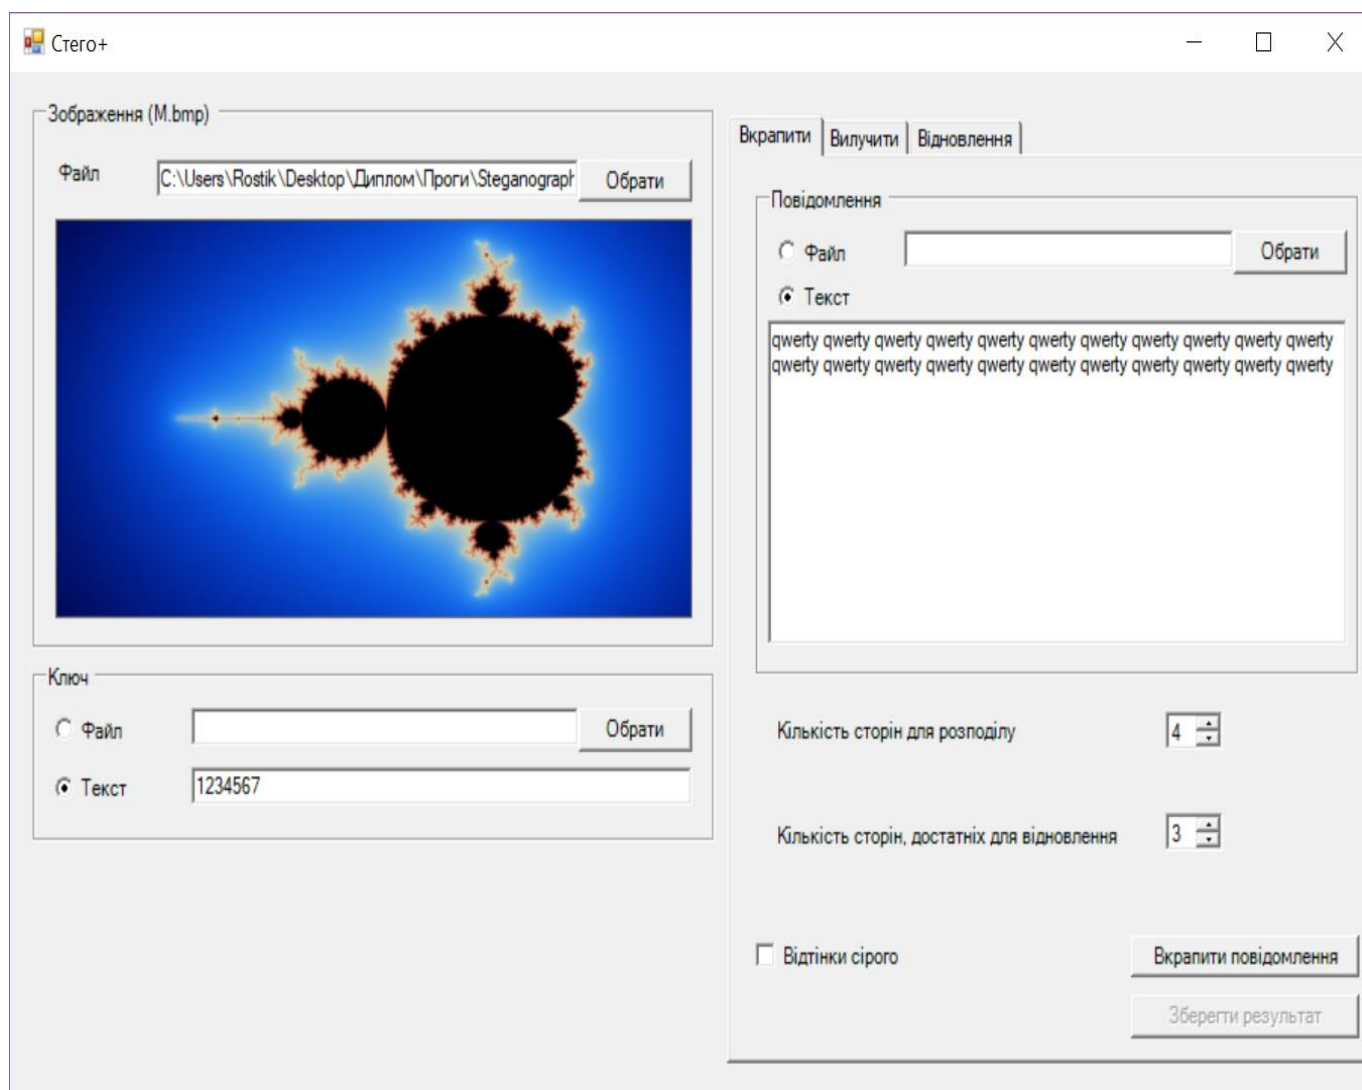 Стего+
Зображення (M.bmp)
Файл
C:\Users\Rostik\Desktop\Диплом\Проги\Steganograph
Обрати
Ключ
Файл
Обрати
Текст
1234567
Вкрапити
Вилучити
Відновлення
Повідомлення
Файл
Обрати
Текст
qwerty qwerty qwerty qwerty qwerty qwerty qwerty qwerty qwerty qwerty qwerty
qwerty qwerty qwerty qwerty qwerty qwerty qwerty qwerty qwerty qwerty qwerty
Кількість сторін для розподілу
4
Кількість сторін, достатніх для відновлення
3
Відтінки сірого
Вкрапити повідомлення
Зберегти результат